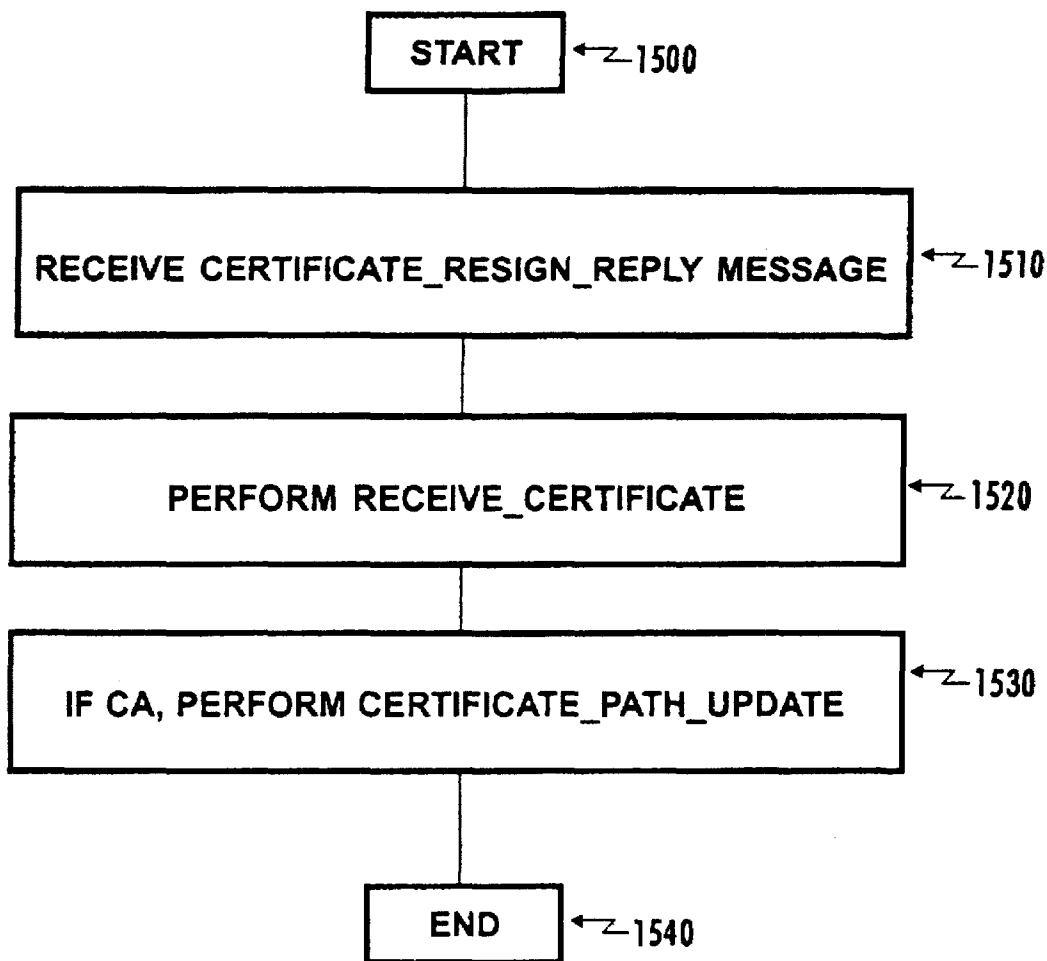 START
1500
RECEIVE CERTIFICATE_RESIGN_REPLY MESSAGE
1510
PERFORM RECEIVE_CERTIFICATE
1520
IF CA, PERFORM CERTIFICATE_PATH_UPDATE
1530
END
1540